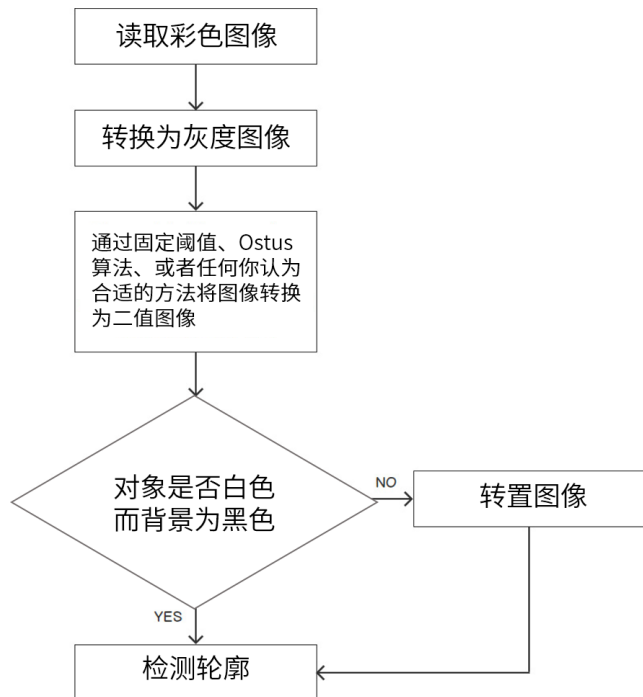 读取彩色图像
转换为灰度图像
通过固定阈值、Ostus
算法、或者任何你认为
合适的方法将图像转换
为二值图像
对象是否白色
而背景为黑色
NO
转置图像
YES
检测轮廓